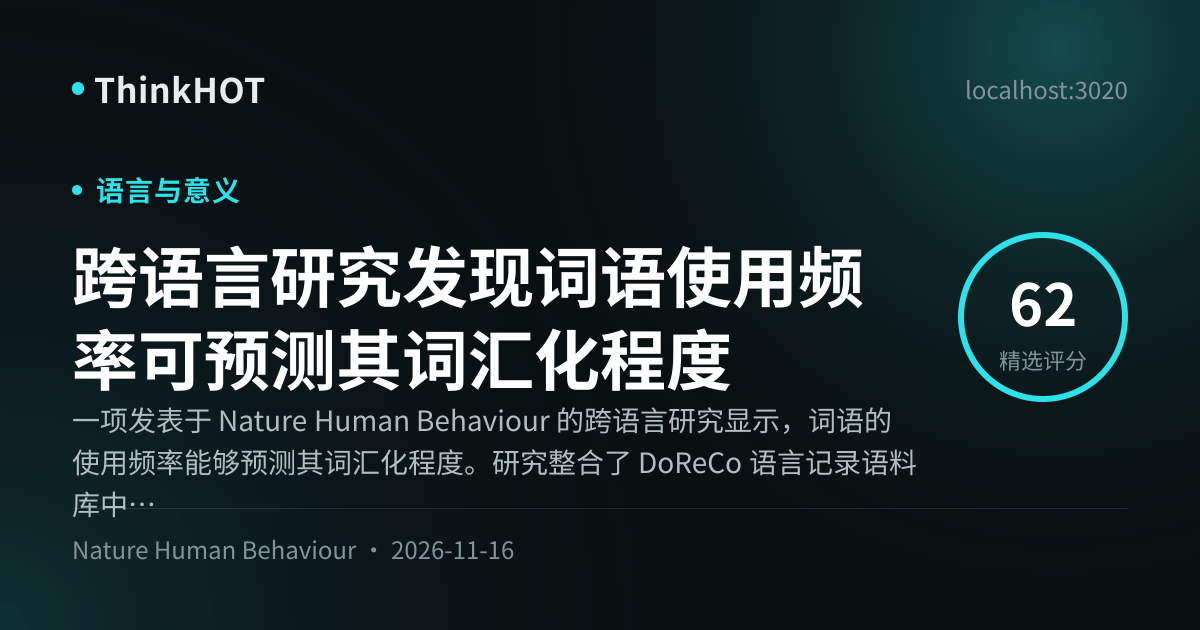 ThinkHOT
localhost:3020
语言与意义
跨语言研究发现词语使用频
率可预测其词汇化程度
62
精选评分
一项发表于 Nature Human Behaviour 的跨语言研究显示，词语的
使用频率能够预测其词汇化程度。研究整合了 DoReCo 语言记录语料
库中…
Nature Human Behaviour • 2026-11-16